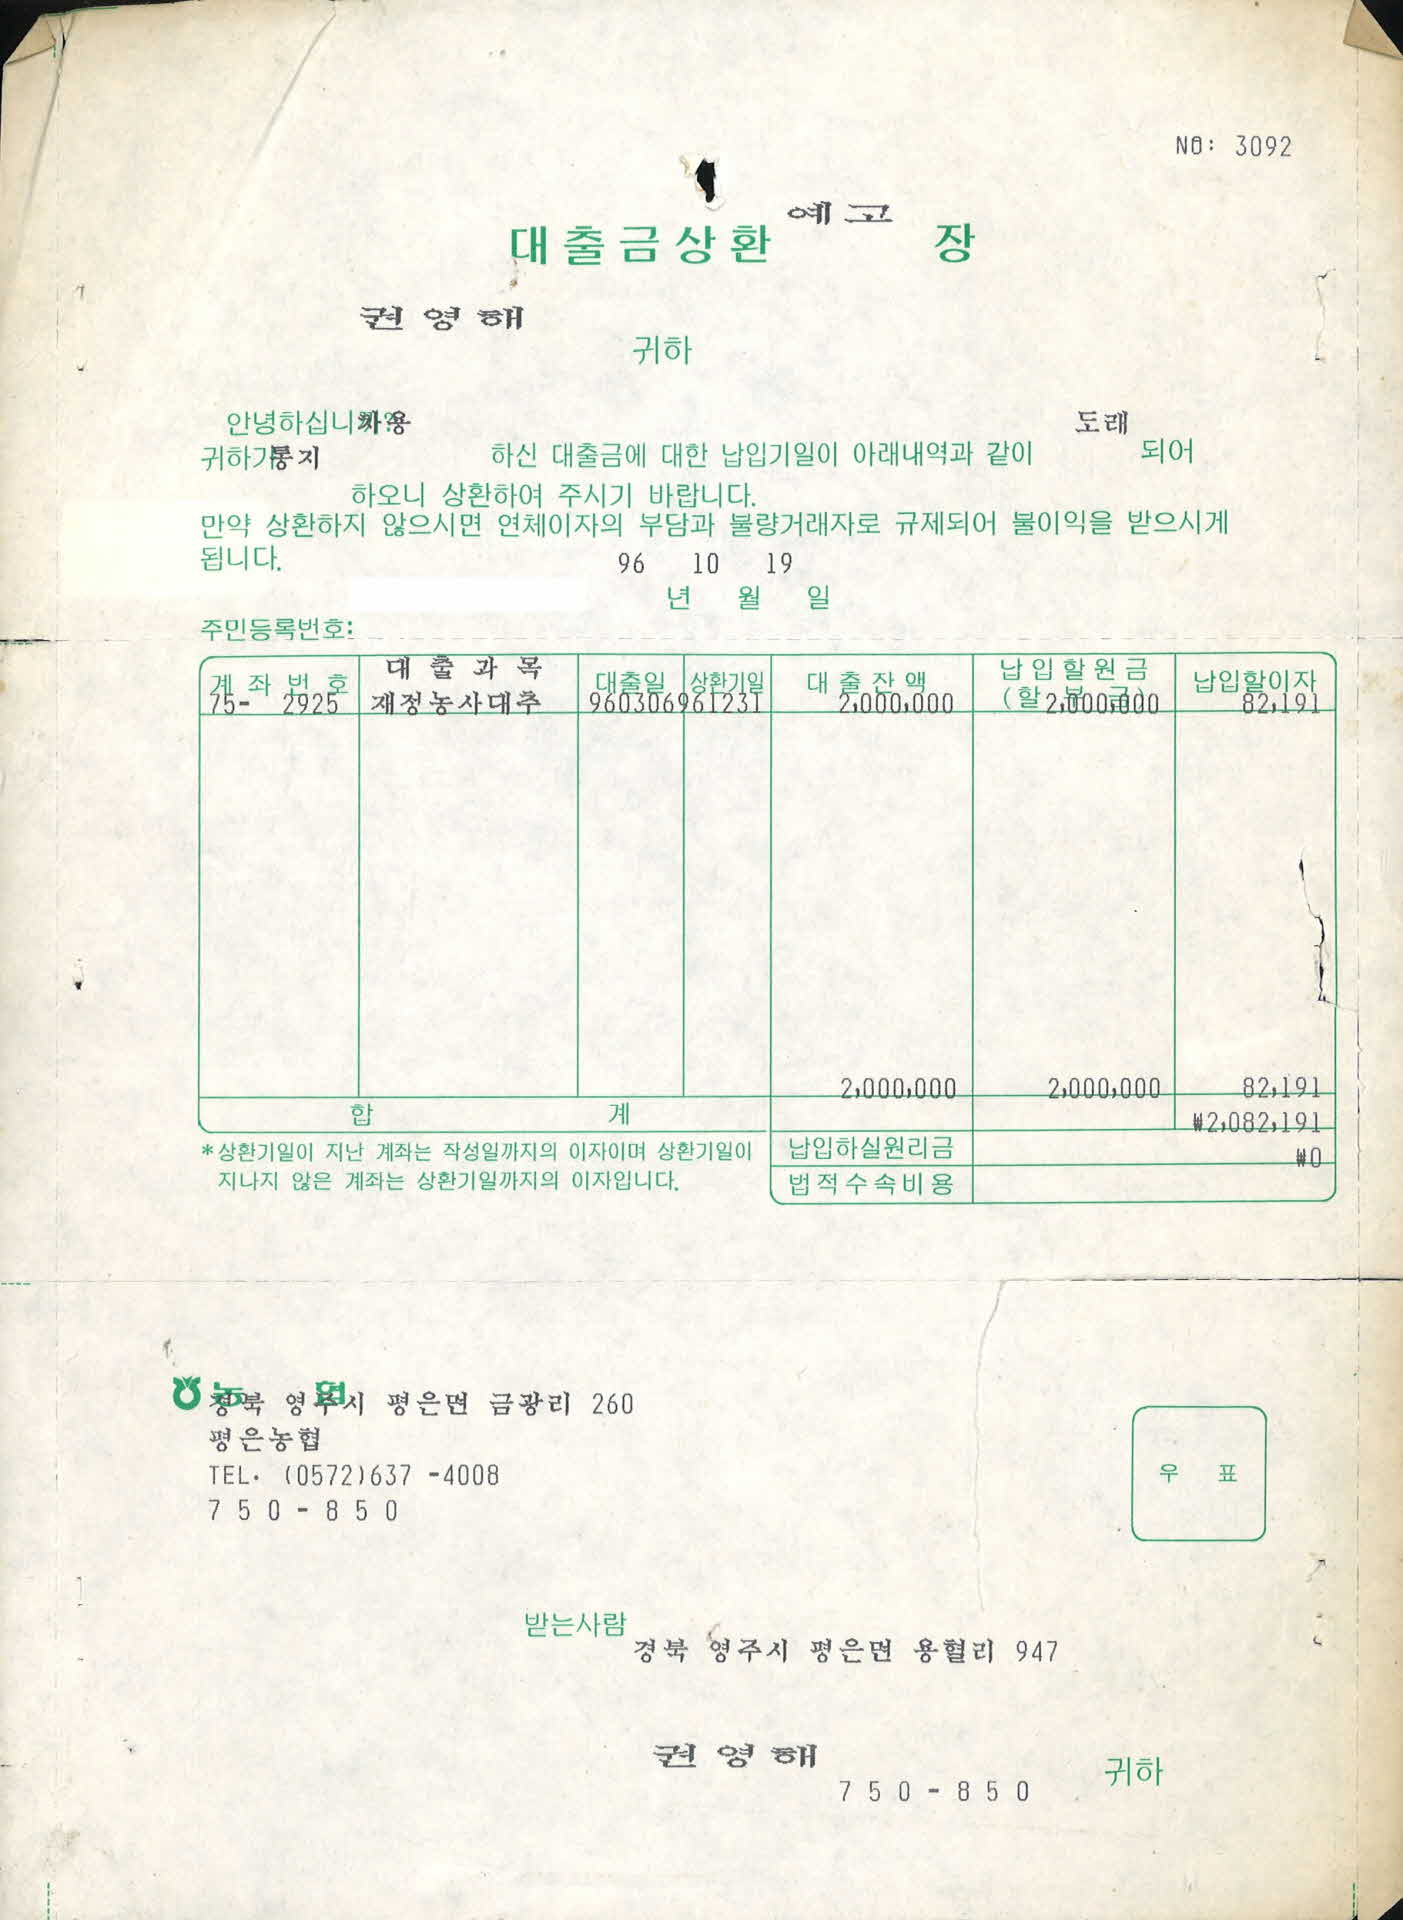 NO: 3092
대출금상환 예고 장
권영해
귀하
안녕하십니까? 차용 도래
귀하가 통지 하신 대출금에 대한 납입기일이 아래내역과 같이 되어
하오니 상환하여 주시기 바랍니다.
만약 상환하지 않으시면 연체이자의 부담과 불량거래자로 규제되어 불이익을 받으시게
됩니다.
96 10 19
년 월 일
주민등록번호:
계좌번호 대출과목 대출일 상환기일 대출잔액 납입할원금 (할부금) 납입할이자
75- 2925 재정농사대추 960306 961231 2,000,000 2,000,000 82,191
2,000,000 2,000,000 82,191
합 계
₩2,082,191
*상환기일이 지난 계좌는 작성일까지의 이자이며 상환기일이 납입하실원리금
₩0
지나지 않은 계좌는 상환기일까지의 이자입니다. 법적수속비용
농 협
경북 영주시 평은면 금광리 260
평은농협
TEL. (0572)637 -4008
750-850
우 표
받는사람
경북 영주시 평은면 용혈리 947
권영해
귀하
750-850